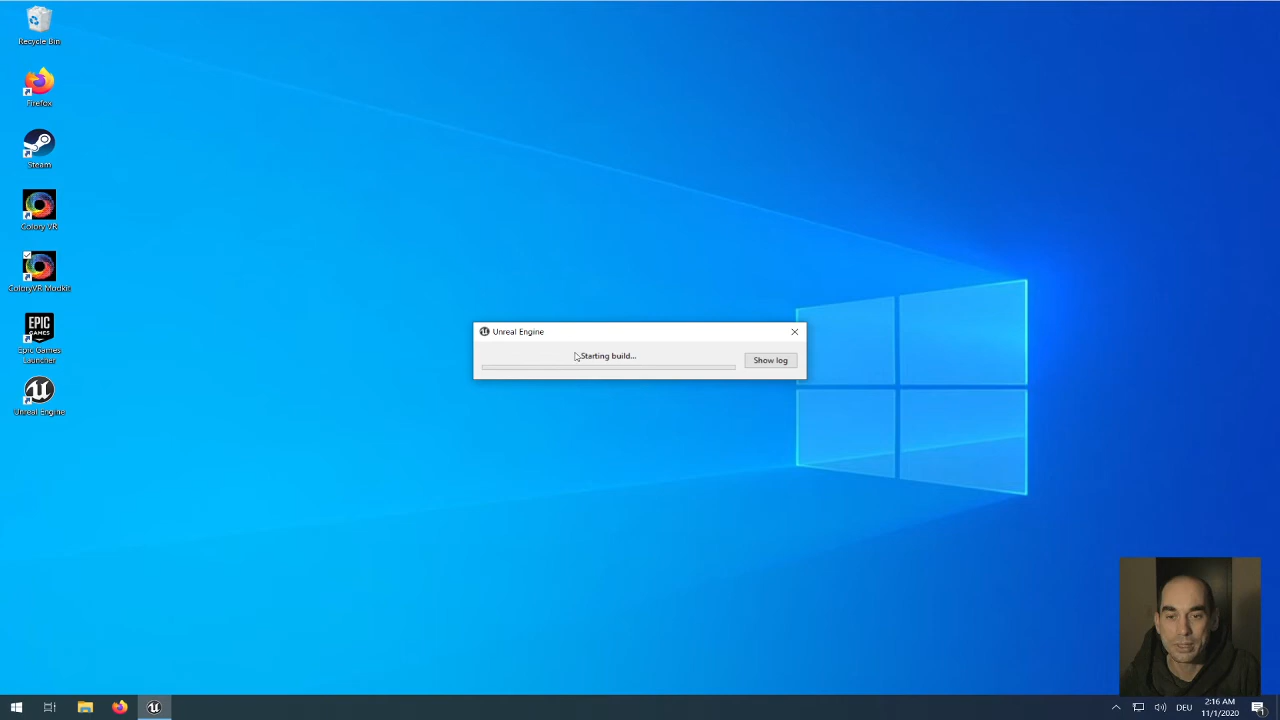 Recycle Bin
Firefox
Steam
Colory VR
ColoryVR Modkit
EPIC
GAMES
Epic Games
Launcher
Unreal Engine
Unreal Engine
Starting build...
Show log
DEU
2:16 AM
11/1/2020
1